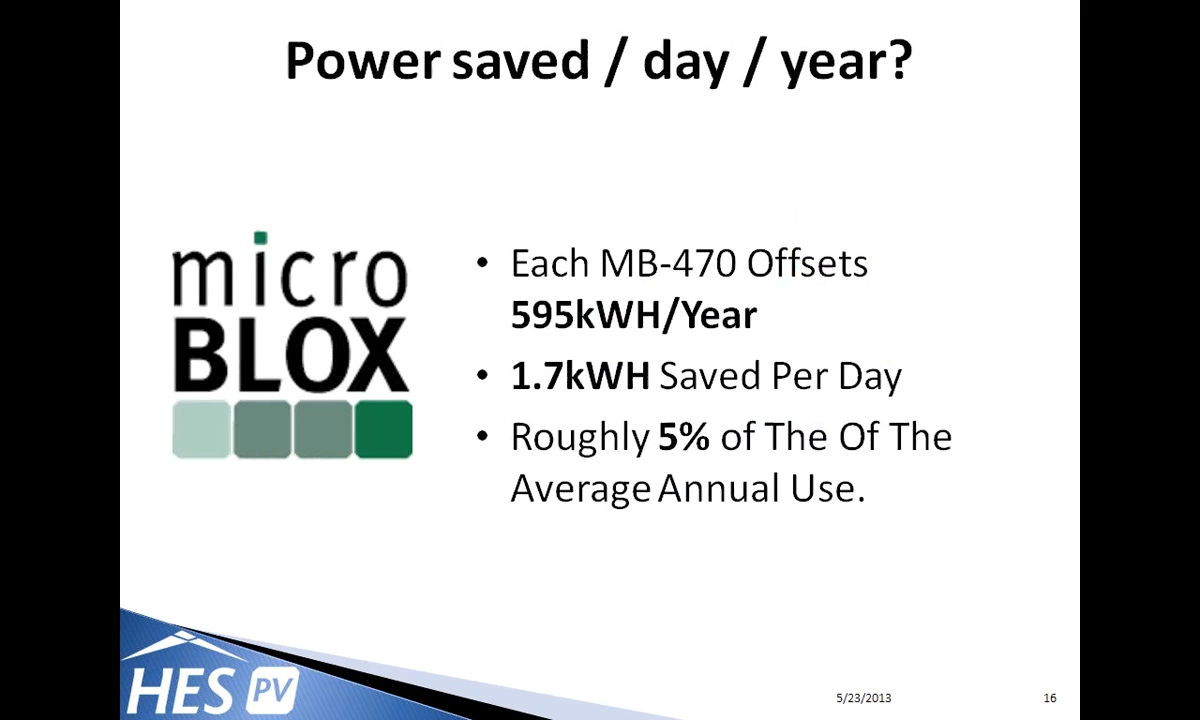 Power saved / day / year?
micro
BLOX
• Each MB-470 Offsets
595kWH/Year
• 1.7kWH Saved Per Day
• Roughly 5% of The Of The
Average Annual Use.
HES PV
5/23/2013
16